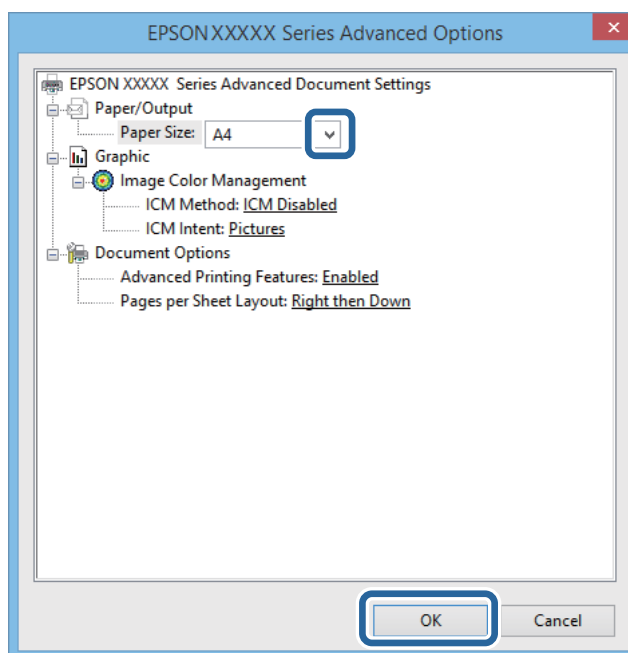 EPSON XXXXX Series Advanced Options
EPSON XXXXX Series Advanced Document Settings
Paper/Output
Paper Size: A4
Graphic
Image Color Management
ICM Method: ICM Disabled
ICM Intent: Pictures
Document Options
Advanced Printing Features: Enabled
Pages per Sheet Layout: Right then Down
OK Cancel